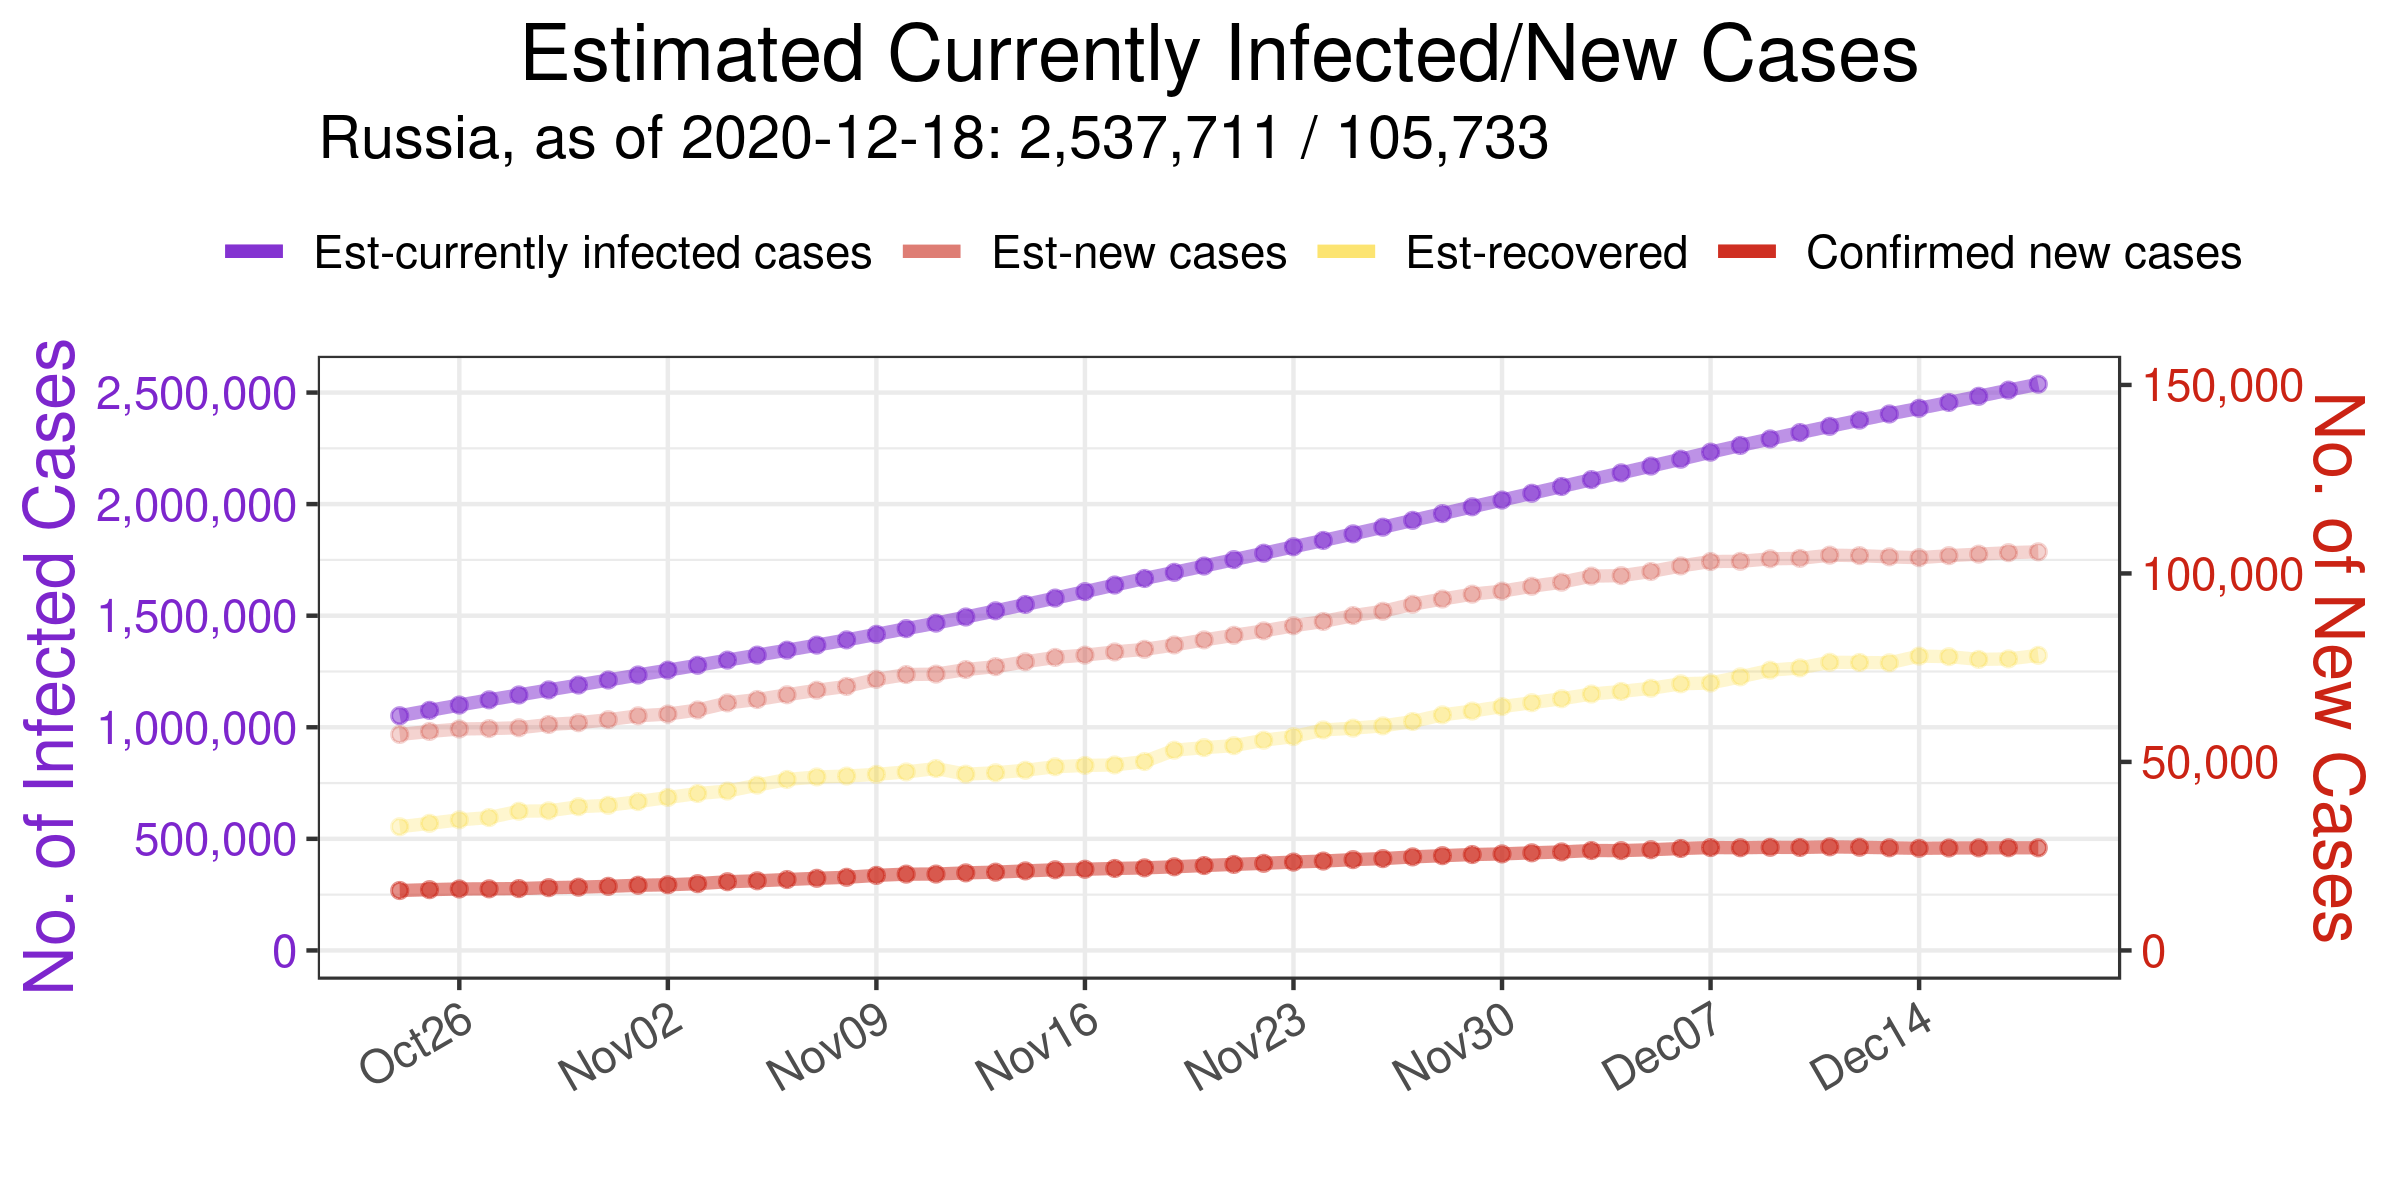 Estimated Currently Infected/New Cases
Russia, as of 2020-12-18: 2,537,711 / 105,733
Est-currently infected cases Est-new cases Est-recovered Confirmed new cases
No. of Infected Cases
2,500,000
2,000,000
1,500,000
1,000,000
500,000
0
150,000
100,000
50,000
0
No. of New Cases
Oct26 Nov02 Nov09 Nov16 Nov23 Nov30 Dec07 Dec14